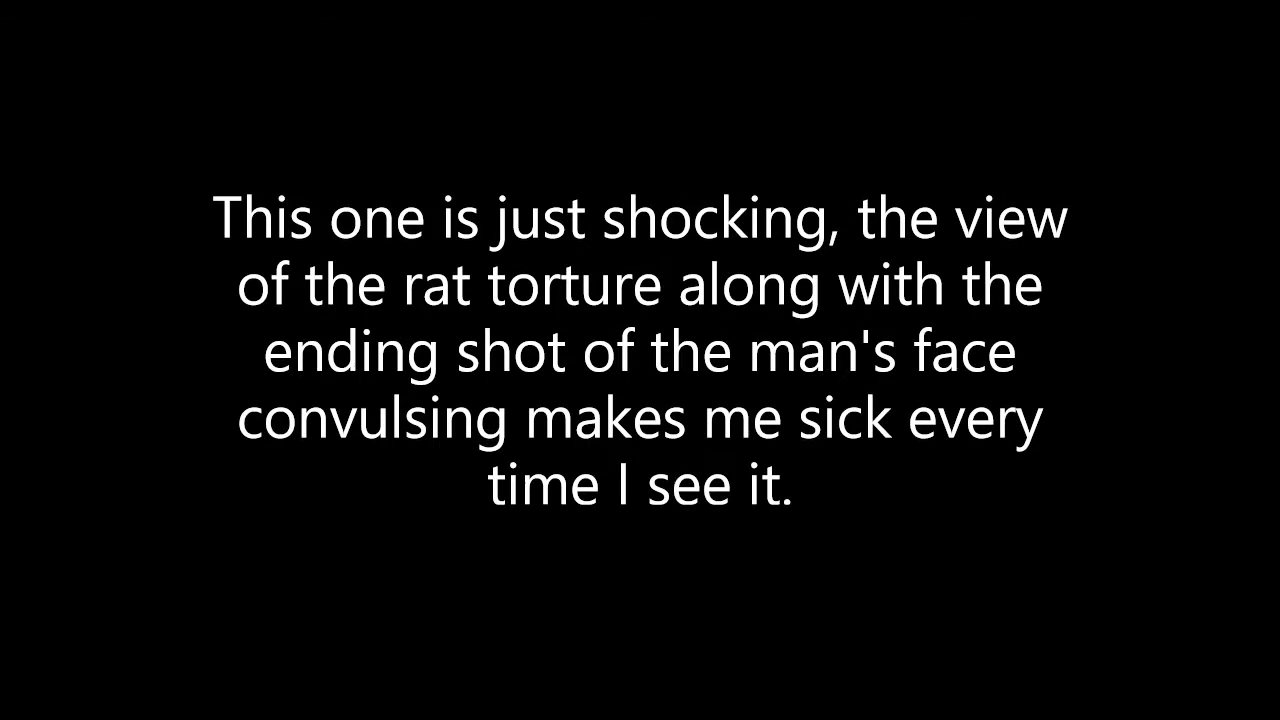 This one is just shocking, the view
of the rat torture along with the
ending shot of the man's face
convulsing makes me sick every
time I see it.